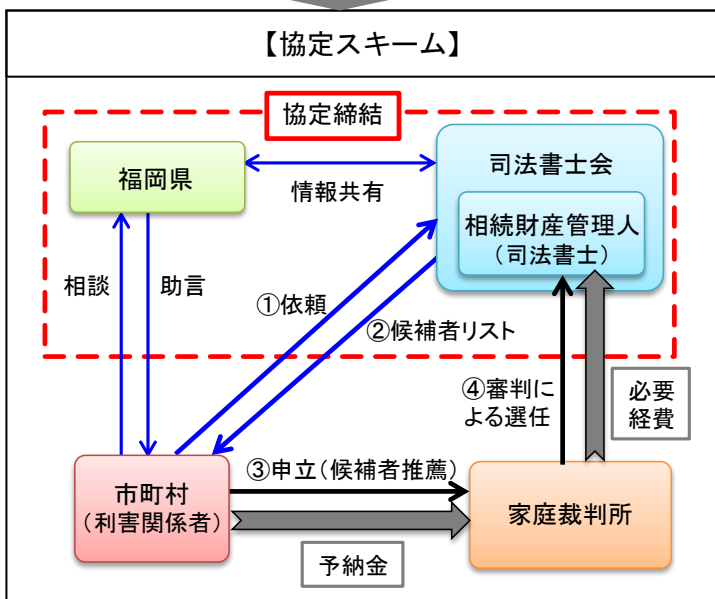 【協定スキーム】
協定締結
福岡県
情報共有
司法書士会
相続財産管理人
（司法書士）
相談
助言
①依頼
②候補者リスト
④審判に
よる選任
必要
経費
市町村
（利害関係者）
③申立（候補者推薦）
家庭裁判所
予納金